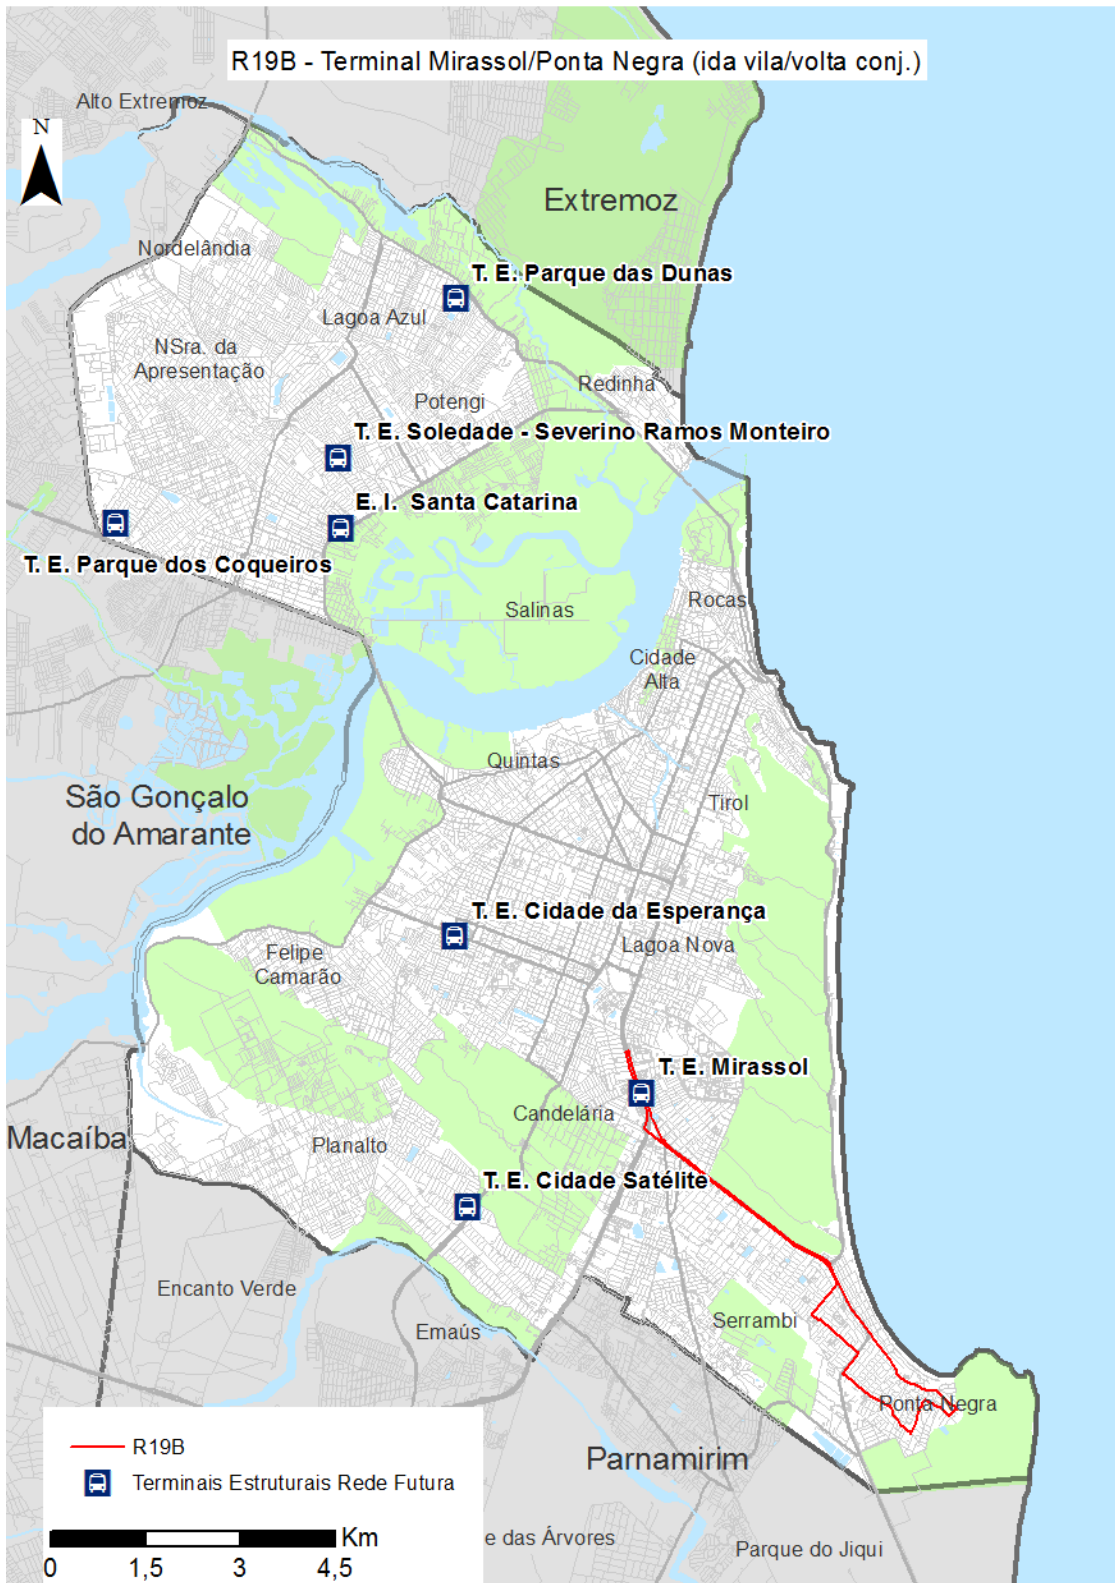 R19B - Terminal Mirassol/Ponta Negra (ida vila/volta conj.)
Alto Extremoz
N
Extremoz
Nordelândia
T. E. Parque das Dunas
Lagoa Azul
NSra. da
Apresentação
Redinha
Potengi
T. E. Soledade - Severino Ramos Monteiro
E. I. Santa Catarina
T. E. Parque dos Coqueiros
Salinas
Rocas
Cidade
Alta
Quintas
São Gonçalo
do Amarante
Tirol
T. E. Cidade da Esperança
Lagoa Nova
Felipe
Camarão
T. E. Mirassol
Candelária
Macaíba
Planalto
T. E. Cidade Satélite
Encanto Verde
Emaús
Serrambi
Ponta Negra
Parnamirim
R19B
Terminais Estruturais Rede Futura
Km
0 1,5 3 4,5
e das Árvores
Parque do Jiqui